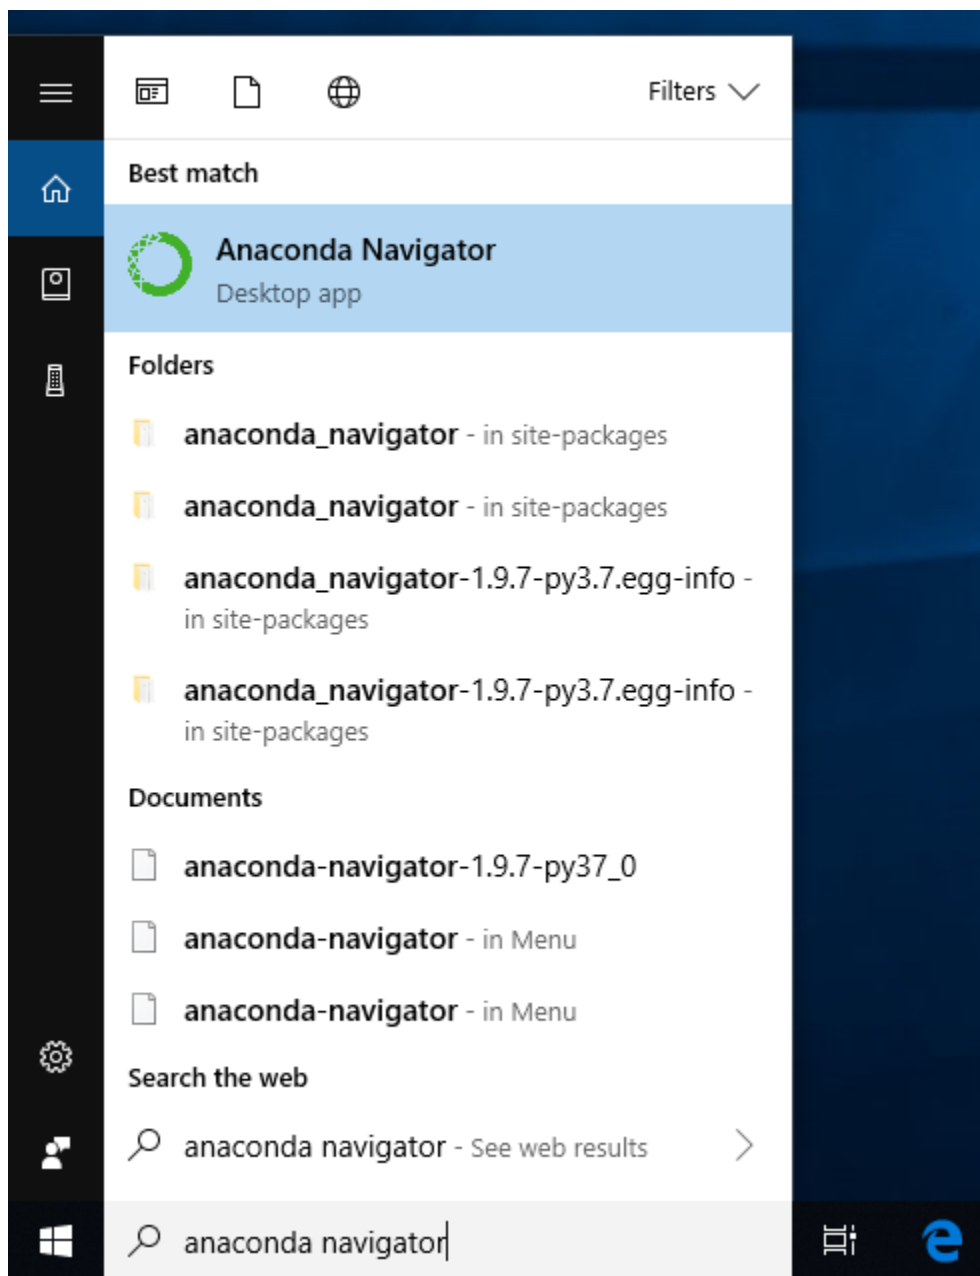 Filters
Best match
Anaconda Navigator
Desktop app
Folders
anaconda_navigator - in site-packages
anaconda_navigator - in site-packages
anaconda_navigator-1.9.7-py3.7.egg-info -
in site-packages
anaconda_navigator-1.9.7-py3.7.egg-info -
in site-packages
Documents
anaconda-navigator-1.9.7-py37_0
anaconda-navigator - in Menu
anaconda-navigator - in Menu
Search the web
anaconda navigator - See web results
anaconda navigator